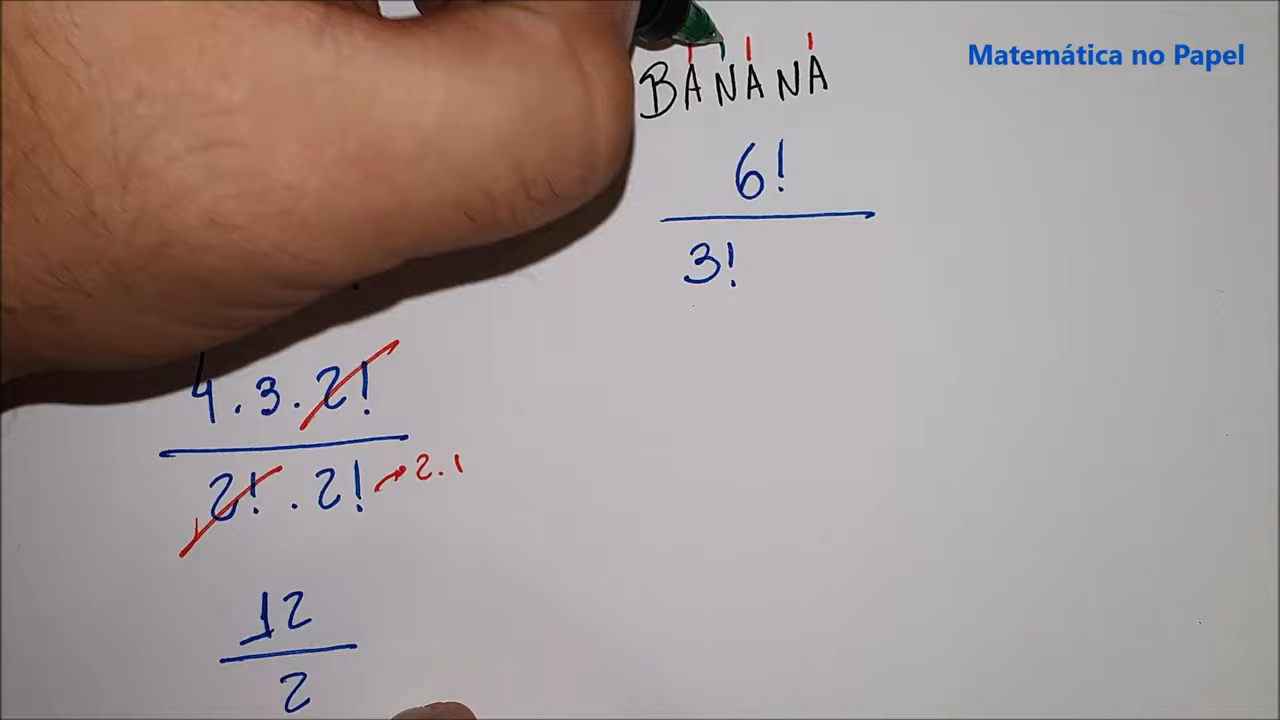 Matemática no Papel
BANANA
6!
3!
4.3.2!
2!.2! → 2.1
12
2